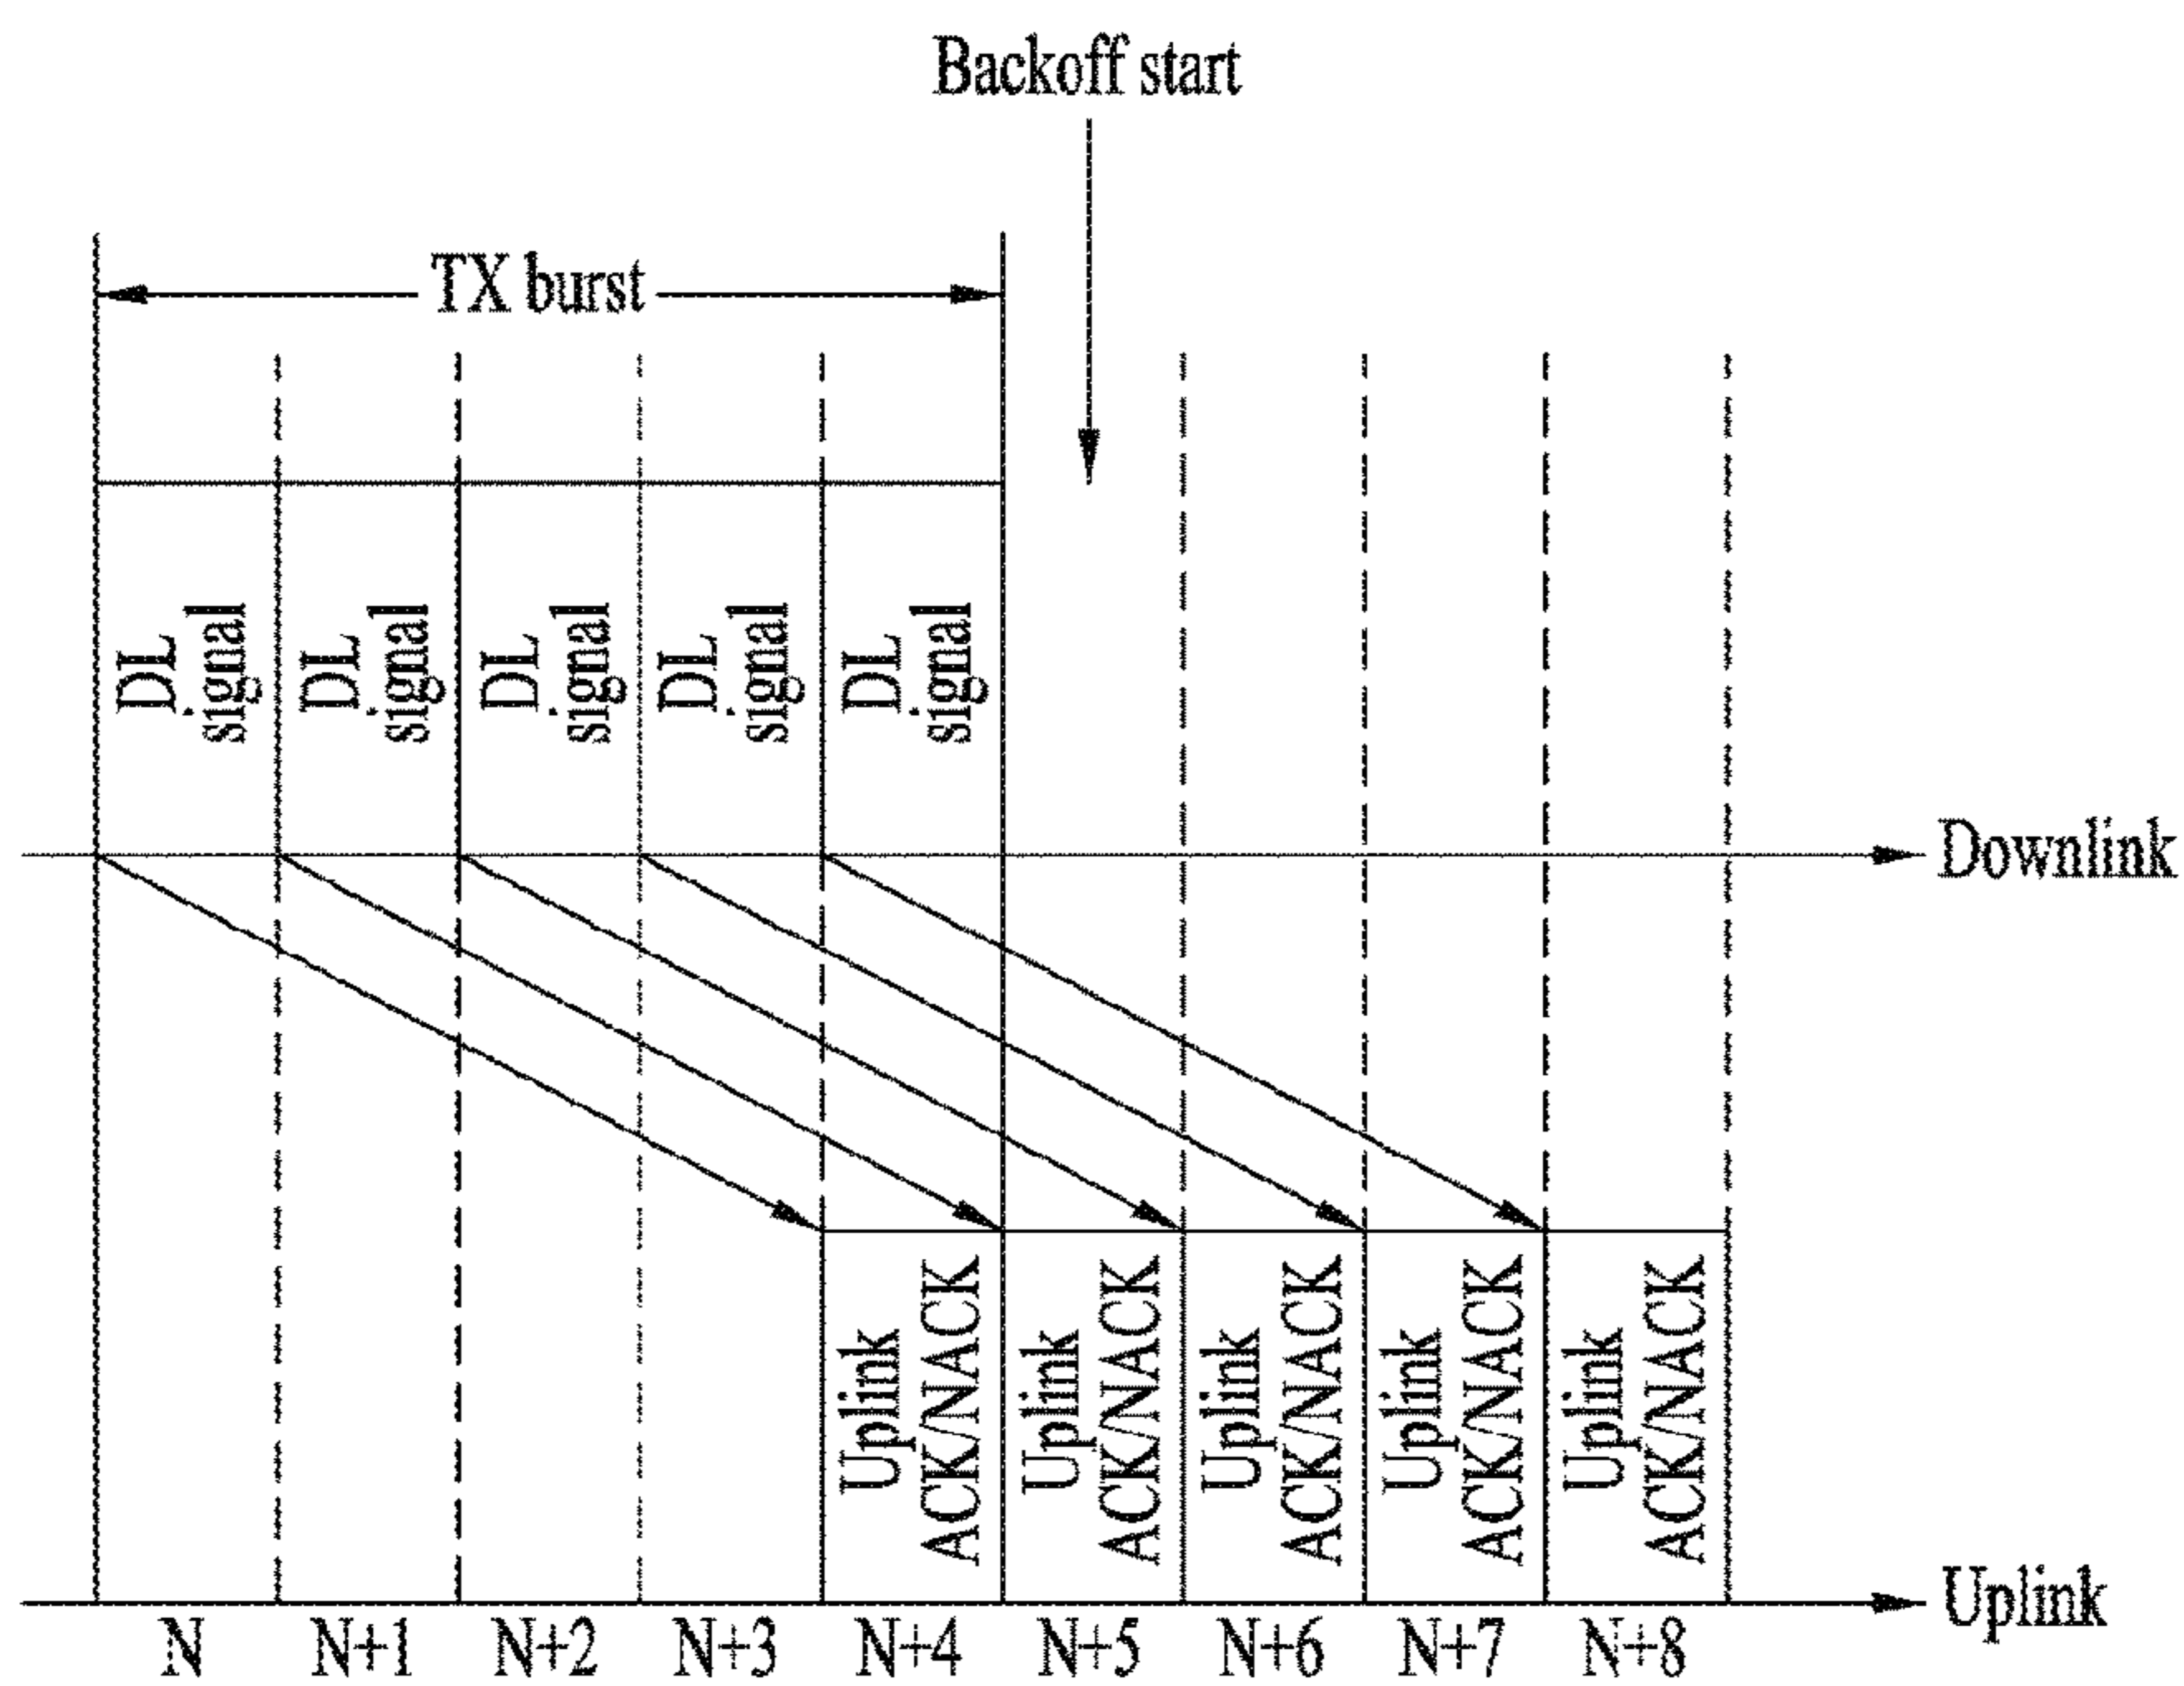 Backoff start
TX burst
DL
signal
DL
signal
DL
signal
DL
signal
DL
signal
Downlink
Uplink
ACK/NACK
Uplink
ACK/NACK
Uplink
ACK/NACK
Uplink
ACK/NACK
Uplink
ACK/NACK
Uplink
N
N+1
N+2
N+3
N+4
N+5
N+6
N+7
N+8